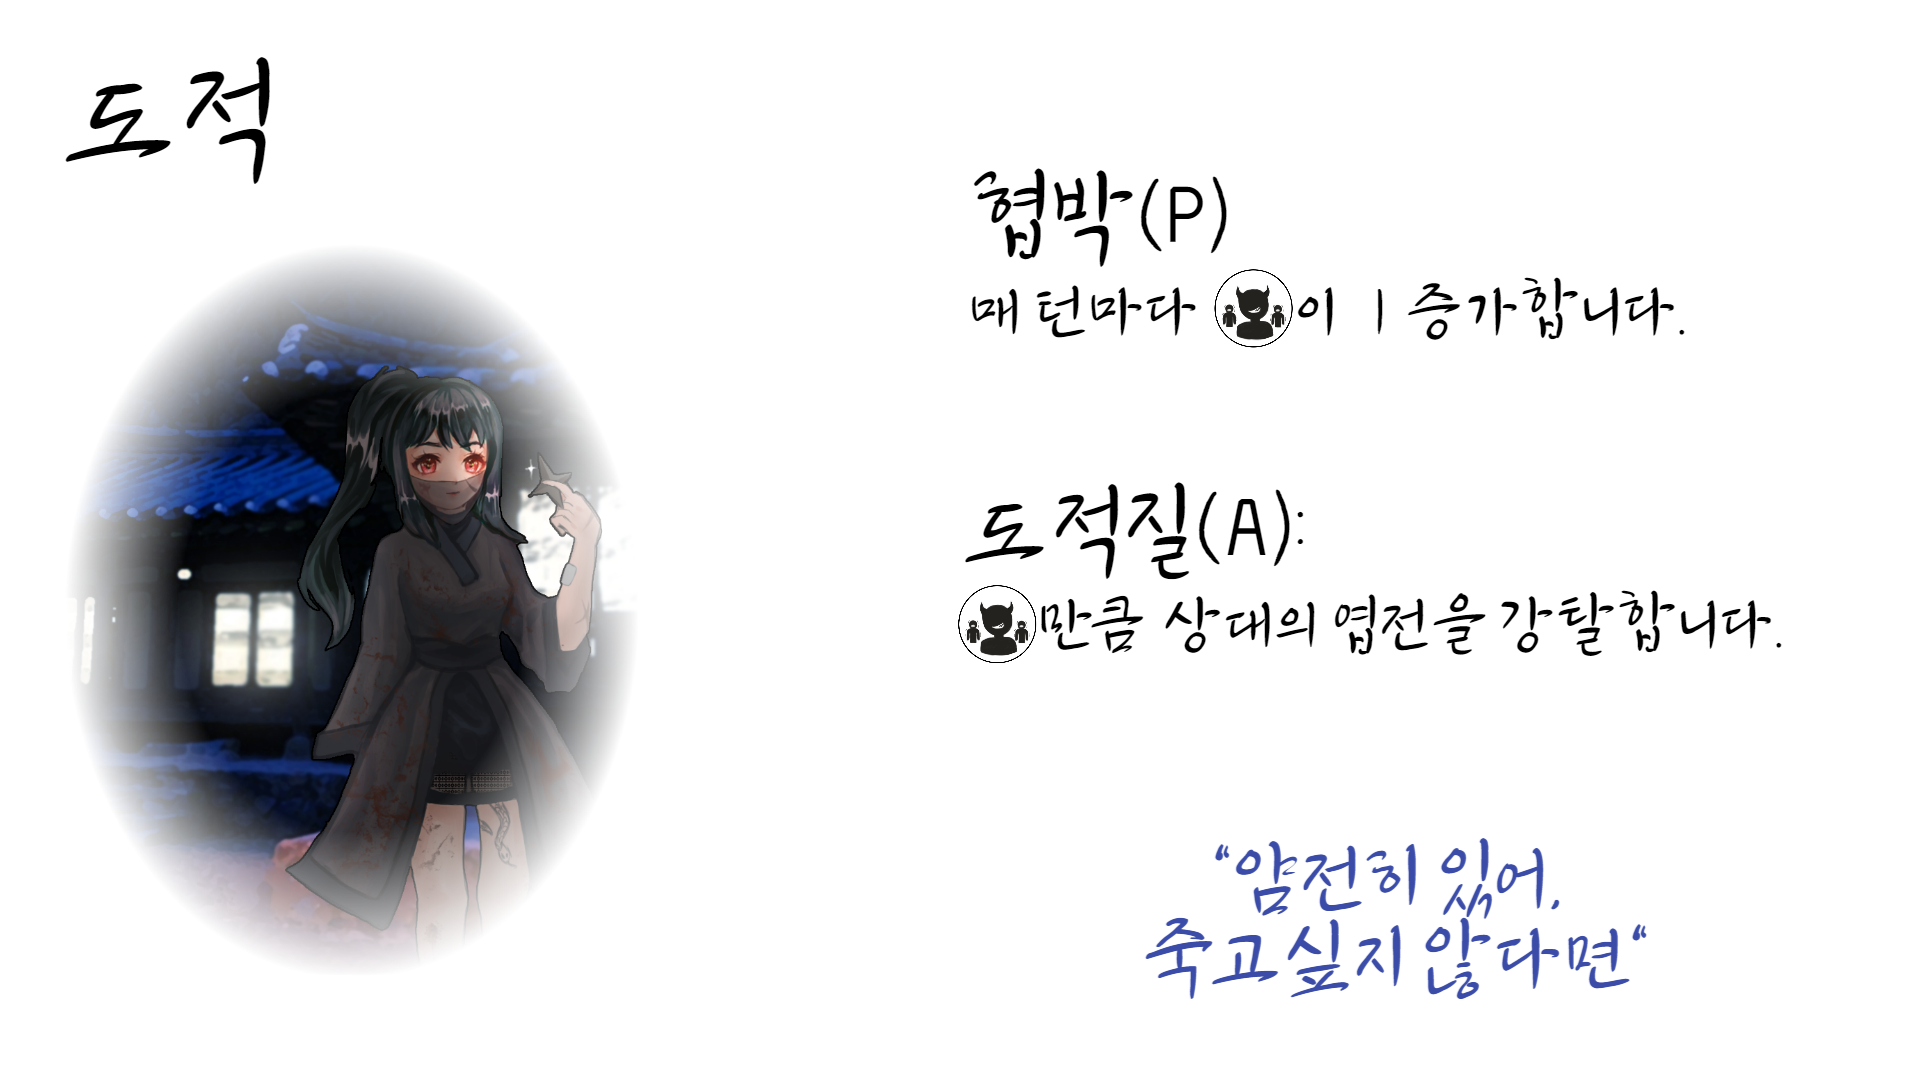 도적
협박(P)
매 턴마다 이 1 증가합니다.
도적질(A):
만큼 상대의 엽전을 강탈합니다.
“얌전히 있어,
죽고싶지 않다면“